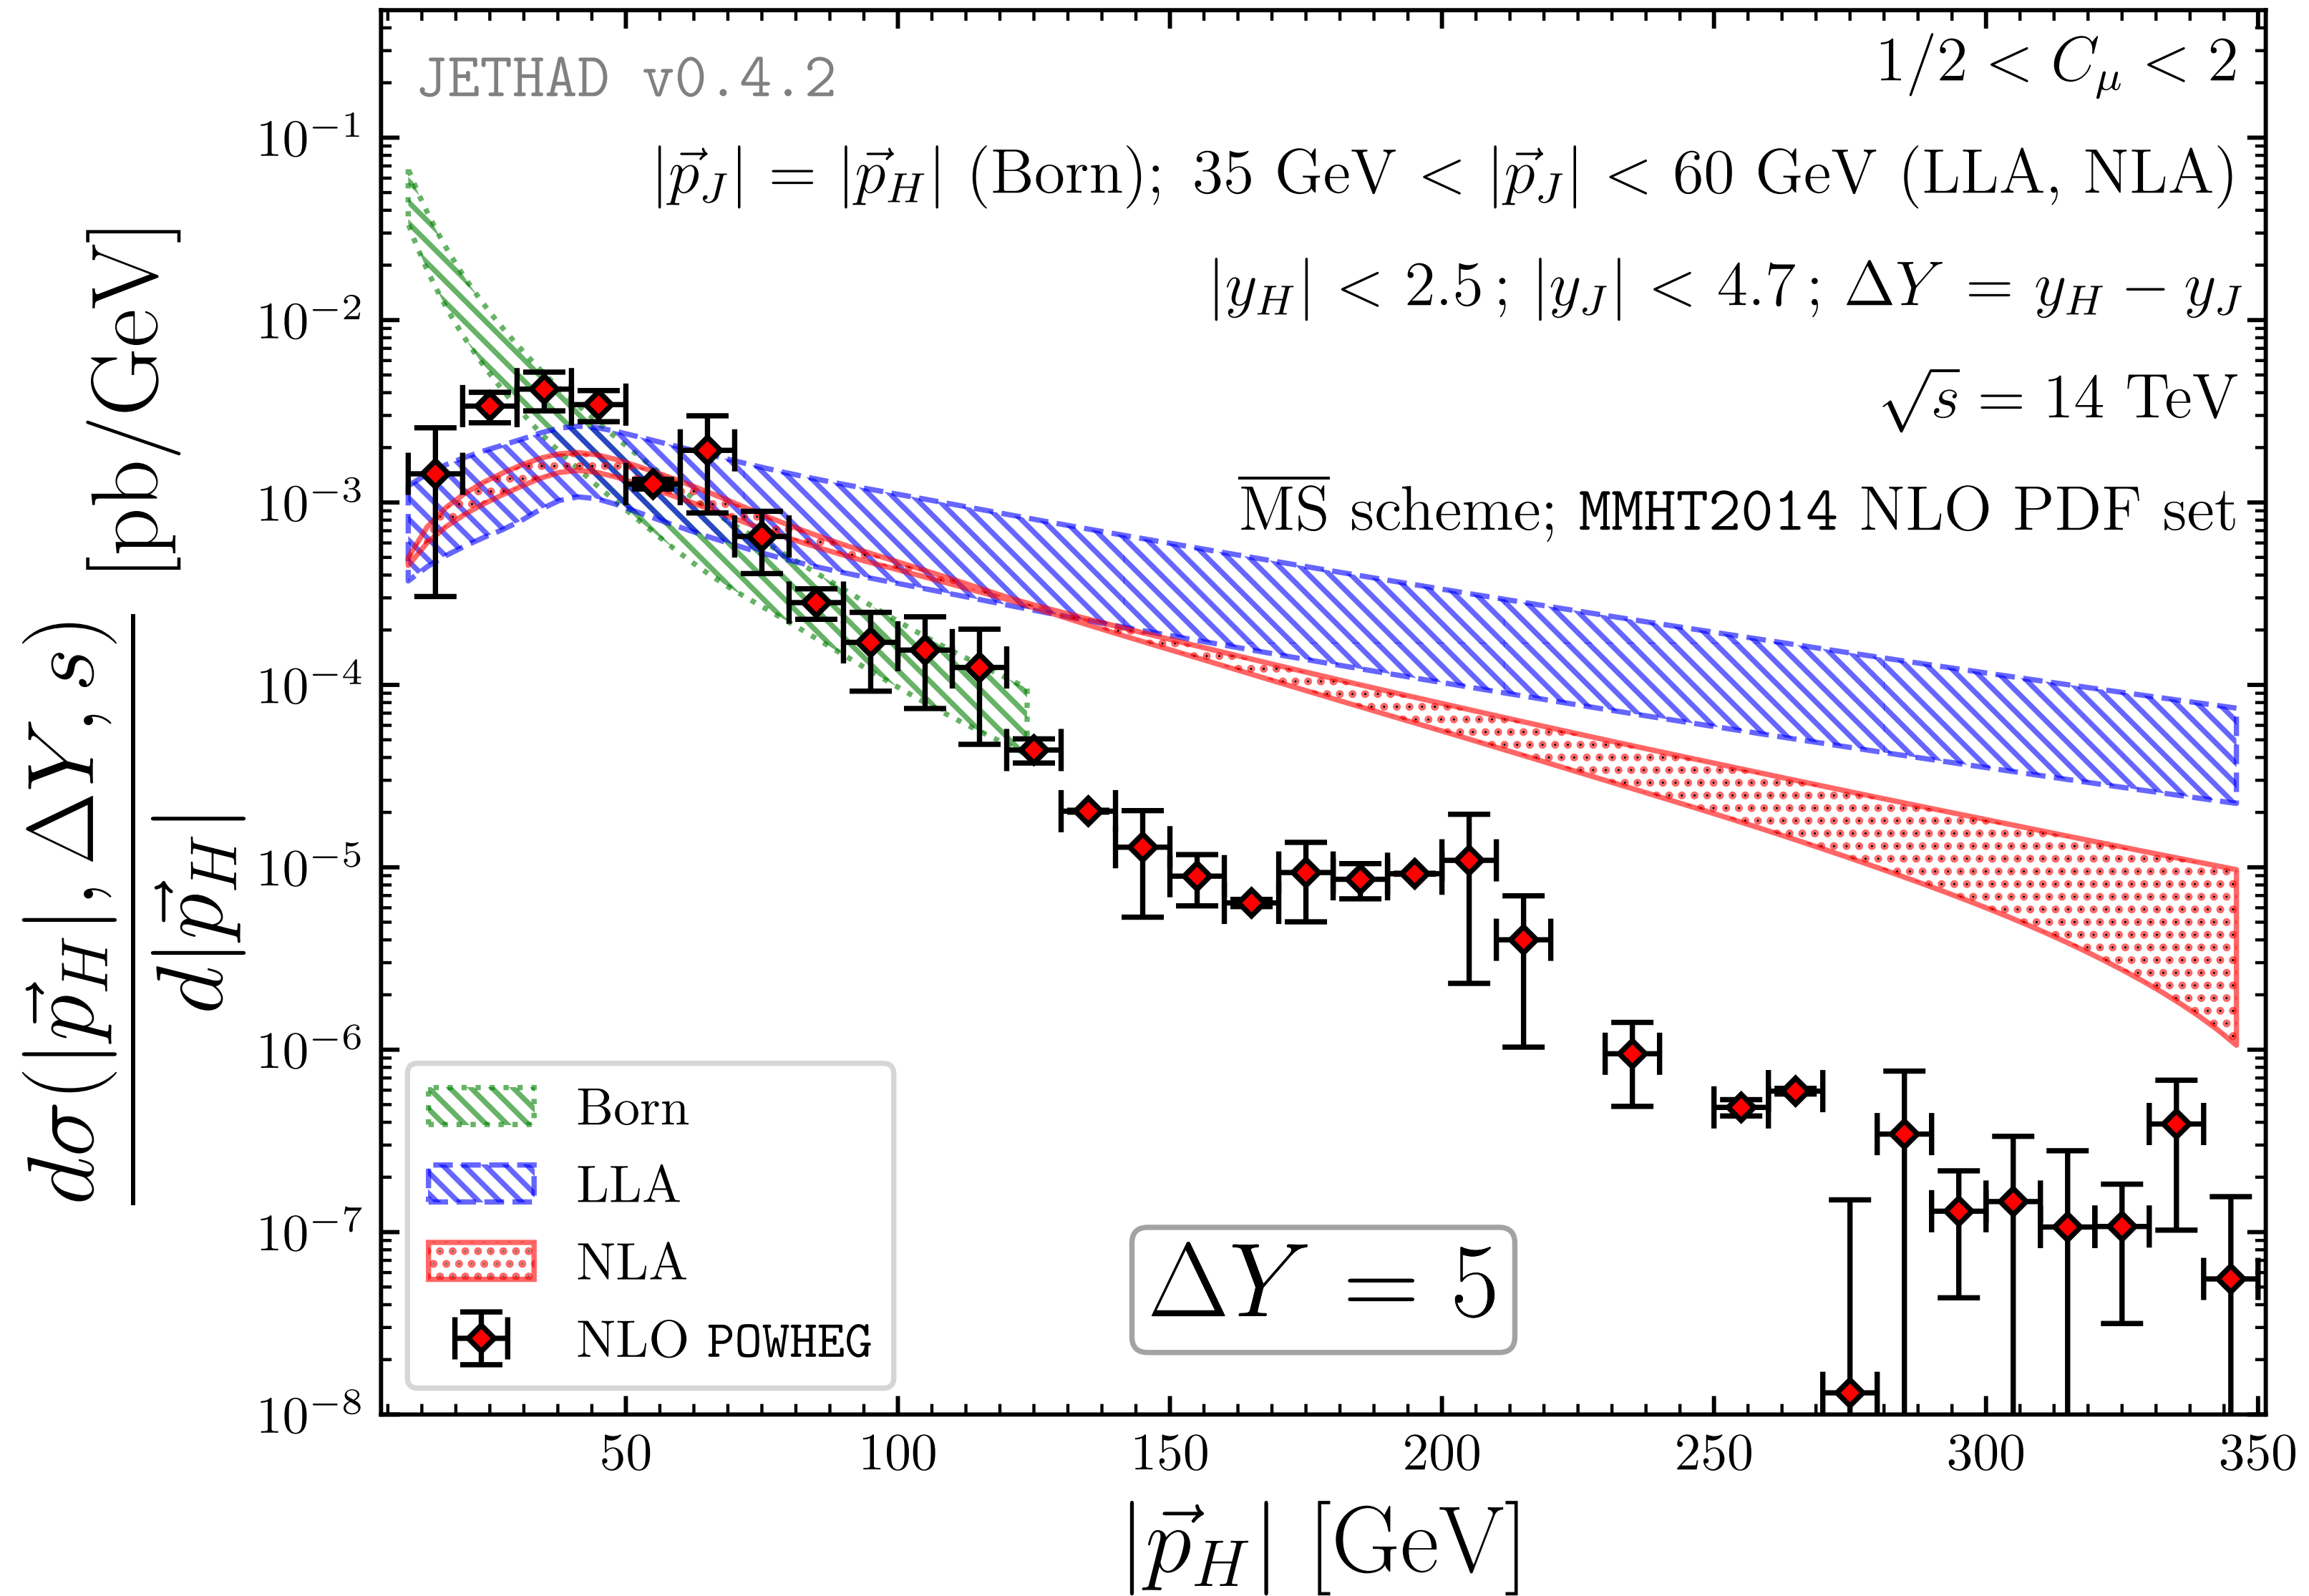 JETHAD v0.4.2
1/2 < C_μ < 2
|p⃗_J| = |p⃗_H| (Born); 35 GeV < |p⃗_J| < 60 GeV (LLA, NLA)
|y_H| < 2.5 ; |y_J| < 4.7 ; ΔY = y_H − y_J
√s = 14 TeV
M̅S̅ scheme; MMHT2014 NLO PDF set
dσ(|p⃗_H|, ΔY, s)
d|p⃗_H|
[pb/GeV]
10⁻¹
10⁻²
10⁻³
10⁻⁴
10⁻⁵
10⁻⁶
10⁻⁷
10⁻⁸
Born
LLA
NLA
NLO POWHEG
ΔY = 5
50 100 150 200 250 300 350
|p⃗_H| [GeV]